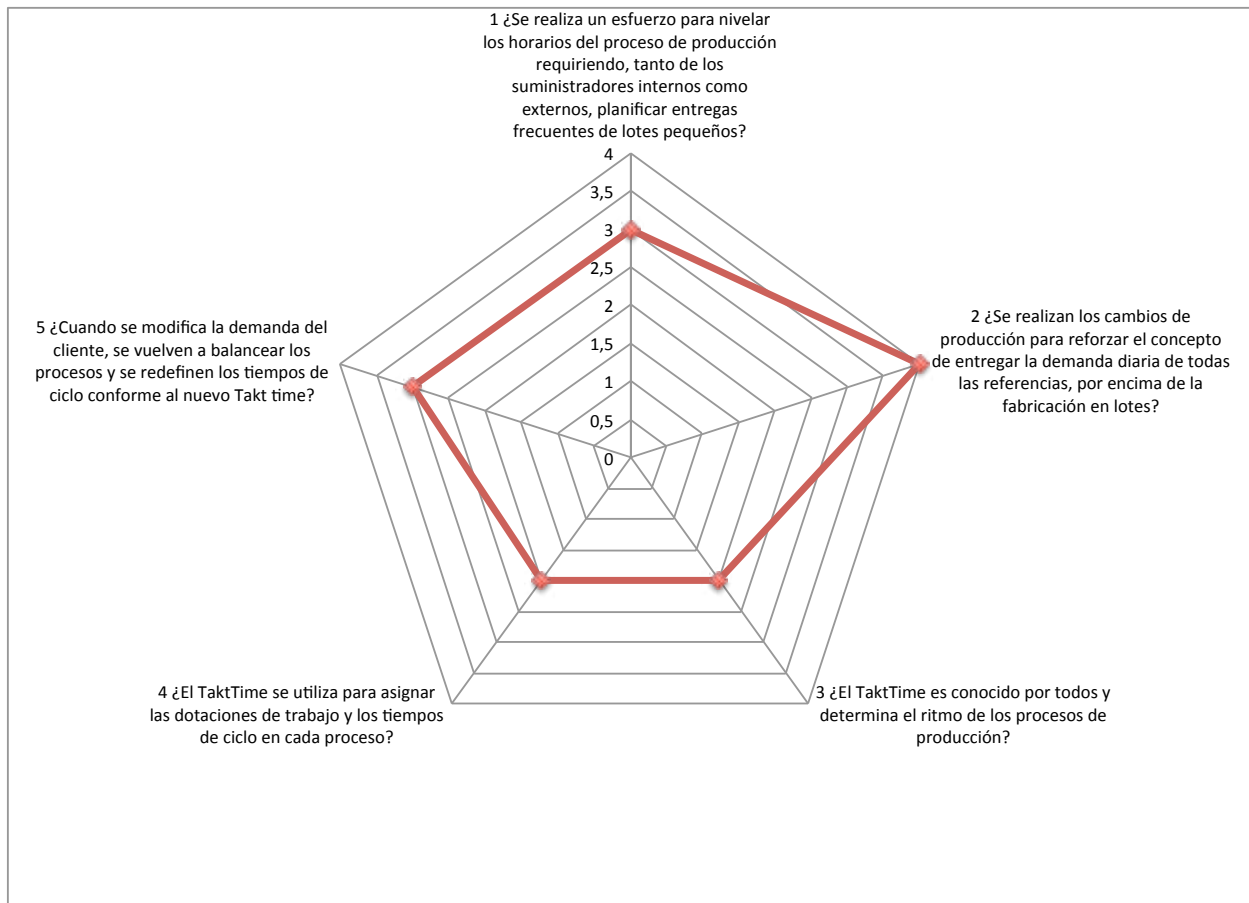 1 ¿Se realiza un esfuerzo para nivelar
los horarios del proceso de producción
requiriendo, tanto de los
suministradores internos como
externos, planificar entregas
frecuentes de lotes pequeños?
4
3,5
3
2,5
2
1,5
1
0,5
0
2 ¿Se realizan los cambios de
producción para reforzar el concepto
de entregar la demanda diaria de todas
las referencias, por encima de la
fabricación en lotes?
3 ¿El TaktTime es conocido por todos y
determina el ritmo de los procesos de
producción?
4 ¿El TaktTime se utiliza para asignar
las dotaciones de trabajo y los tiempos
de ciclo en cada proceso?
5 ¿Cuando se modifica la demanda del
cliente, se vuelven a balancear los
procesos y se redefinen los tiempos de
ciclo conforme al nuevo Takt time?